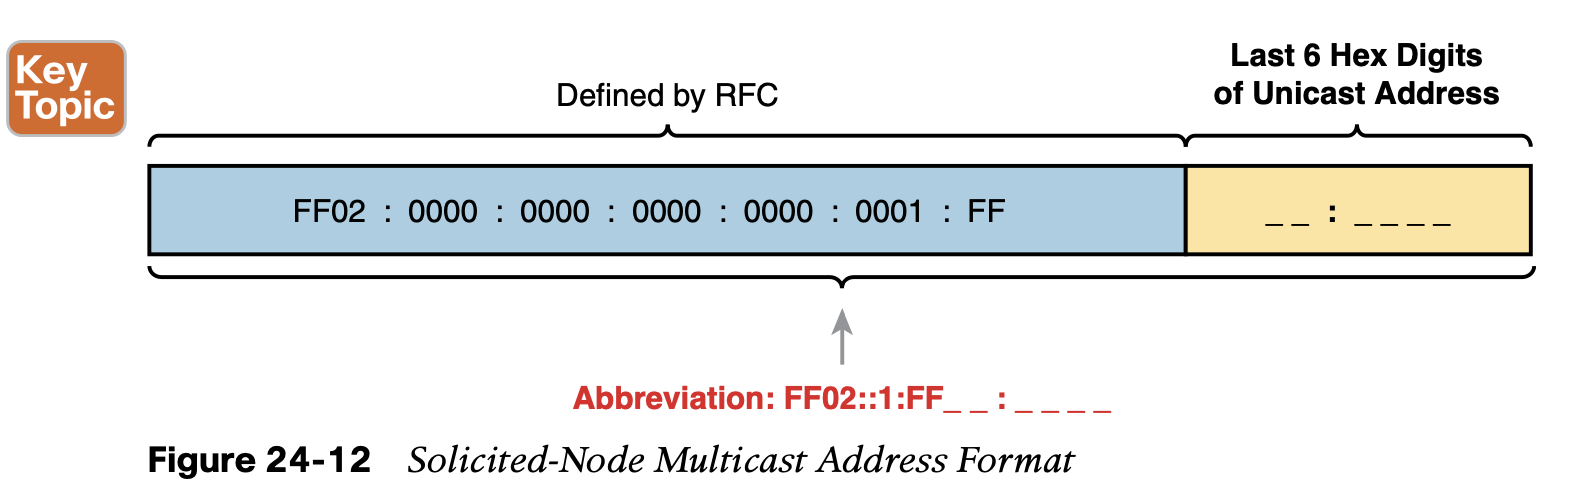 Key
Topic
Defined by RFC
Last 6 Hex Digits
of Unicast Address
FF02 : 0000 : 0000 : 0000 : 0000 : 0001 : FF
_ _ : _ _ _ _
Abbreviation: FF02::1:FF_ _ : _ _ _ _
Figure 24-12 Solicited-Node Multicast Address Format